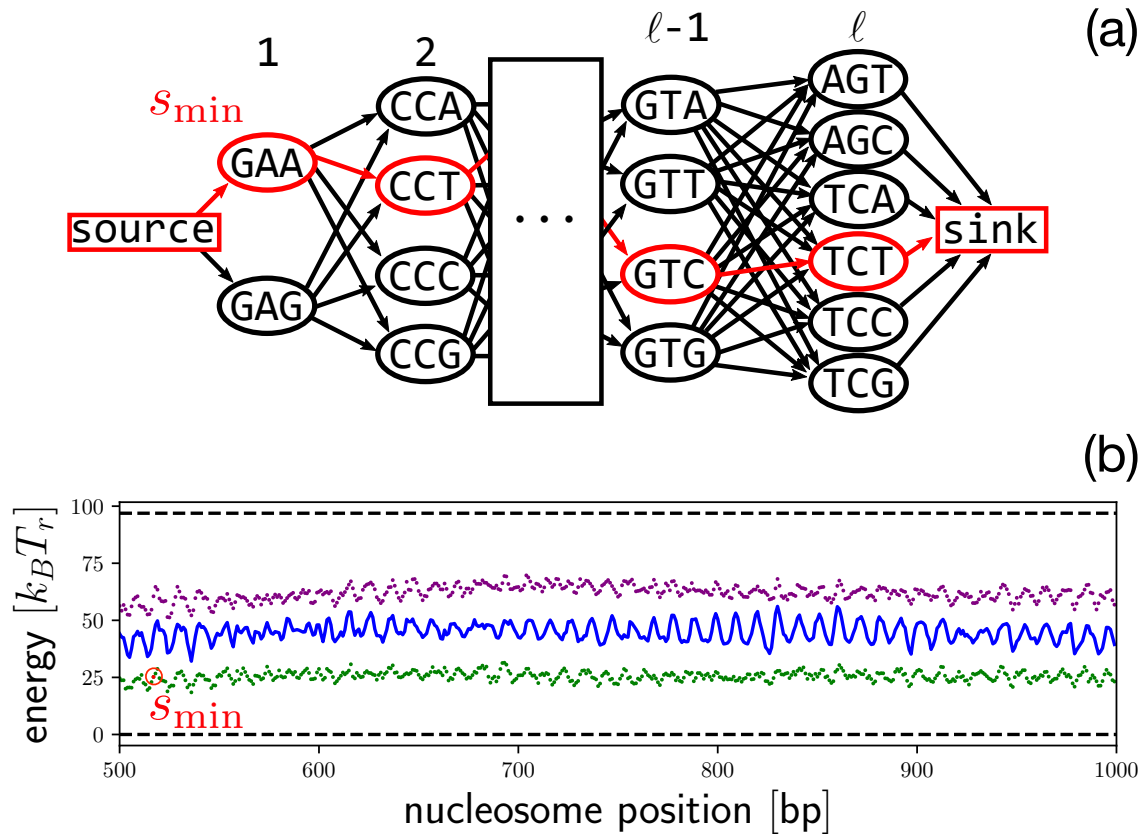 (a)
1 2 ℓ-1 ℓ
s_min
GAA
GAG
source
CCA
CCT
CCC
CCG
...
GTA
GTT
GTC
GTG
AGT
AGC
TCA
TCT
TCC
TCG
sink
(b)
energy [k_B T_r]
100
75
50
25
0
s_min
500 600 700 800 900 1000
nucleosome position [bp]